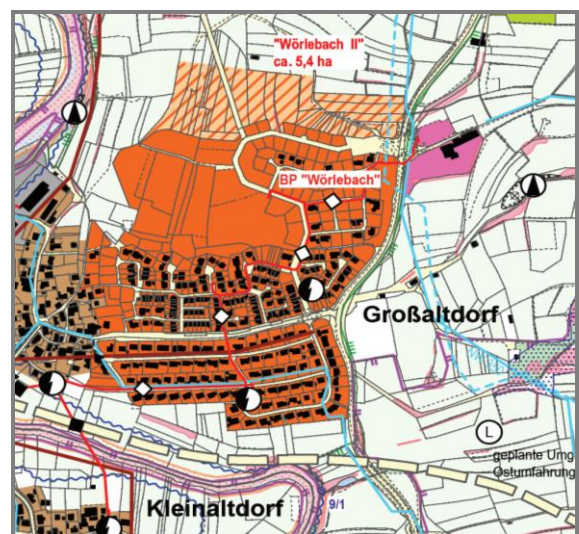 "Wörlebach II"
ca. 5,4 ha
BP "Wörlebach"
Großaltdorf
L
geplante Umg
Ostumfahrung
Kleinaltdorf
9/1